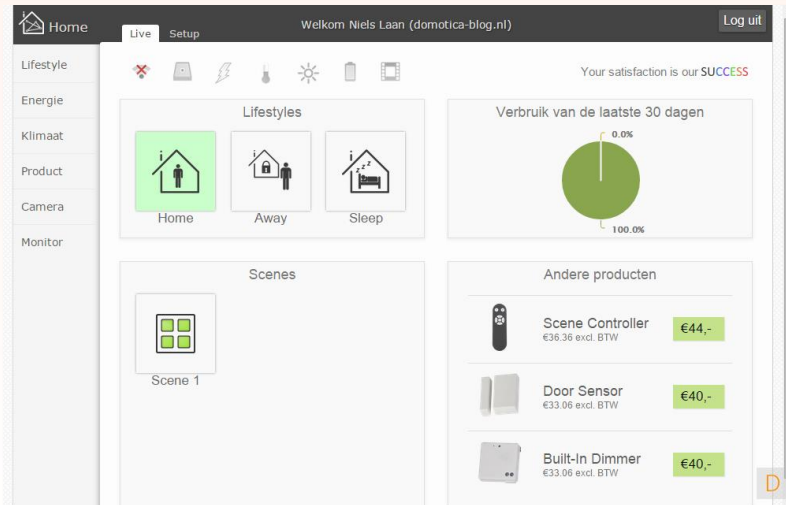 Home
Live
Setup
Welkom Niels Laan (domotica-blog.nl)
Log uit
Lifestyle
Energie
Klimaat
Product
Camera
Monitor
Your satisfaction is our SUCCESS
Lifestyles
i
Home
i
Away
i
zzz
Sleep
Verbruik van de laatste 30 dagen
0.0%
100.0%
Scenes
Scene 1
Andere producten
Scene Controller
€36.36 excl. BTW
€44,-
Door Sensor
€33.06 excl. BTW
€40,-
Built-In Dimmer
€33.06 excl. BTW
€40,-
D